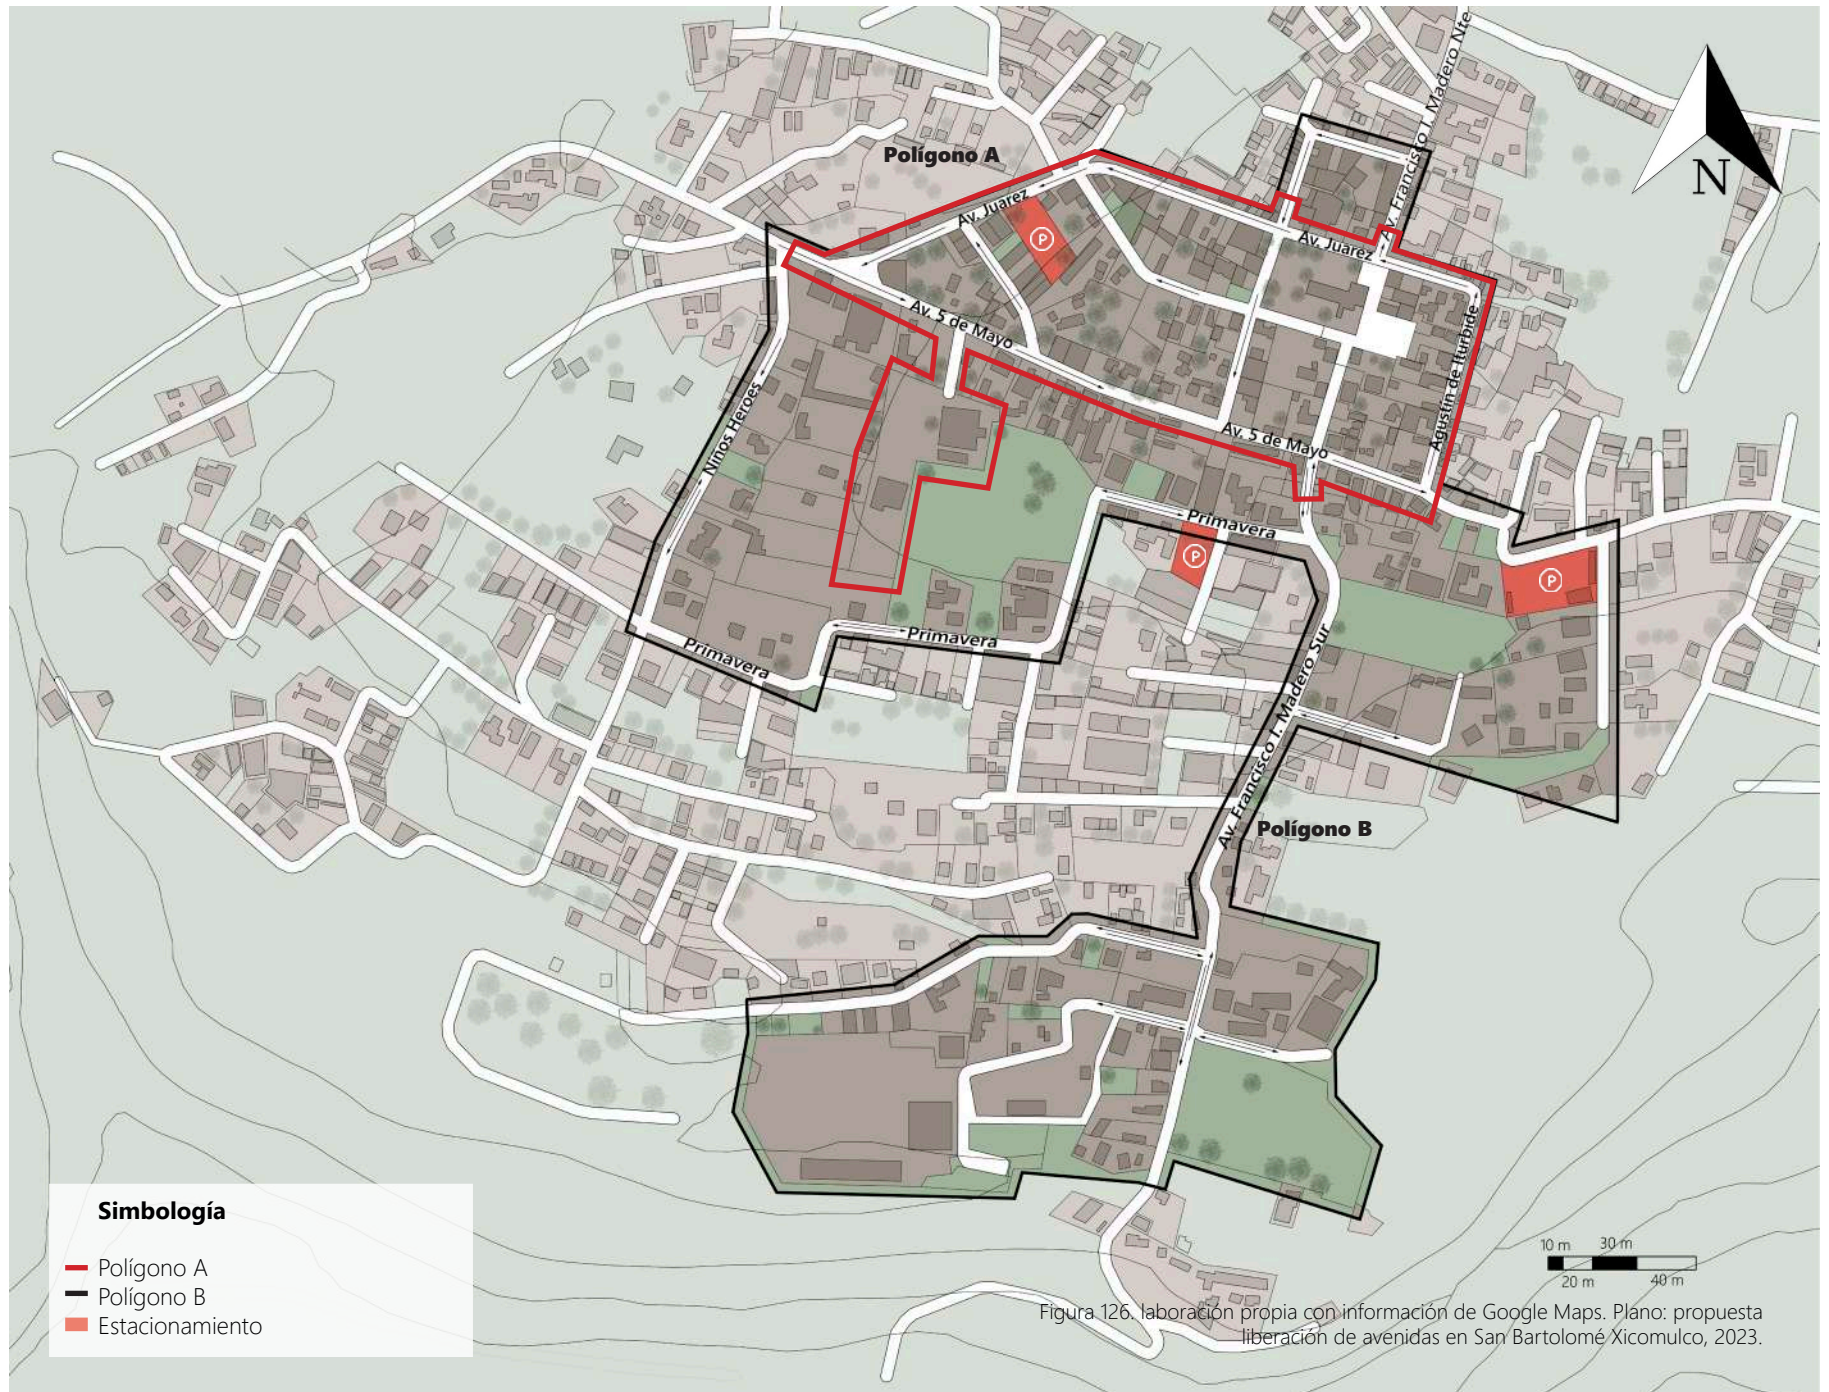 Av. Francisco I. Madero Nte
Polígono A
Av. Juarez
P
Av. Francisco I. Madero
Av. Juarez
N
Av. 5 de Mayo
Agustín de Iturbide
Niños Heroes
Av. 5 de Mayo
Primavera
P
P
Primavera
Primavera
Av. Francisco I. Madero Sur
Polígono B
Simbología
Polígono A
Polígono B
Estacionamiento
10 m 30 m
20 m 40 m
Figura 126. laboración propia con información de Google Maps. Plano: propuesta
liberación de avenidas en San Bartolomé Xicomulco, 2023.